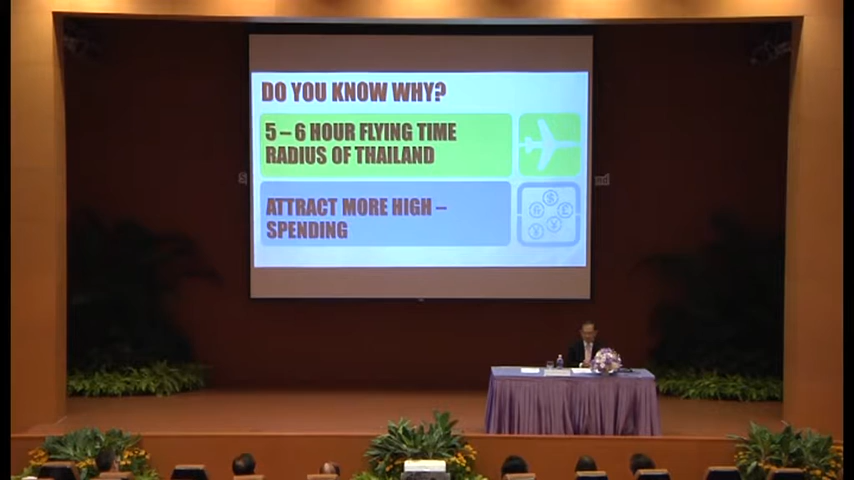 DO YOU KNOW WHY?
5 – 6 HOUR FLYING TIME
RADIUS OF THAILAND
ATTRACT MORE HIGH –
SPENDING